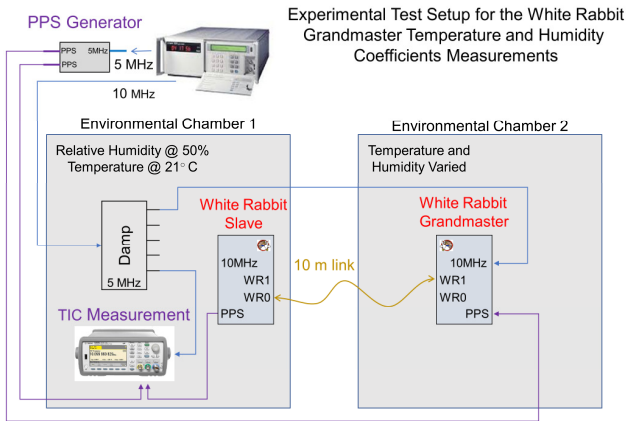 PPS Generator
Experimental Test Setup for the White Rabbit
Grandmaster Temperature and Humidity
Coefficients Measurements
PPS 5MHz
PPS
5 MHz
10 MHz
Environmental Chamber 1
Relative Humidity @ 50%
Temperature @ 21° C
Damp
5 MHz
White Rabbit
Slave
10MHz
WR1
WR0
PPS
TIC Measurement
10 m link
Environmental Chamber 2
Temperature and
Humidity Varied
White Rabbit
Grandmaster
10MHz
WR1
WR0
PPS